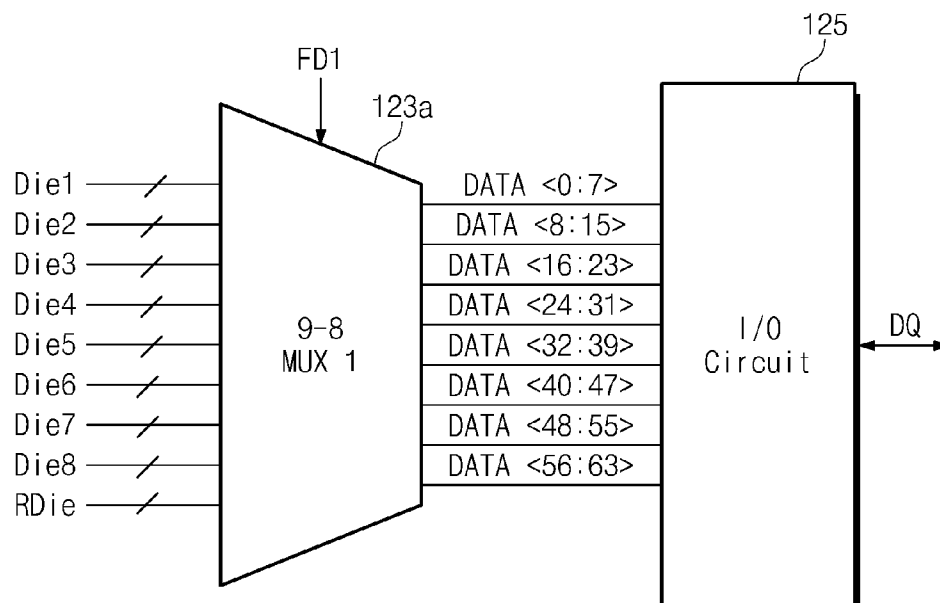 125
FD1
123a
Die1
Die2
Die3
Die4
Die5
Die6
Die7
Die8
RDie
9-8
MUX 1
DATA <0:7>
DATA <8:15>
DATA <16:23>
DATA <24:31>
DATA <32:39>
DATA <40:47>
DATA <48:55>
DATA <56:63>
I/O
Circuit
DQ